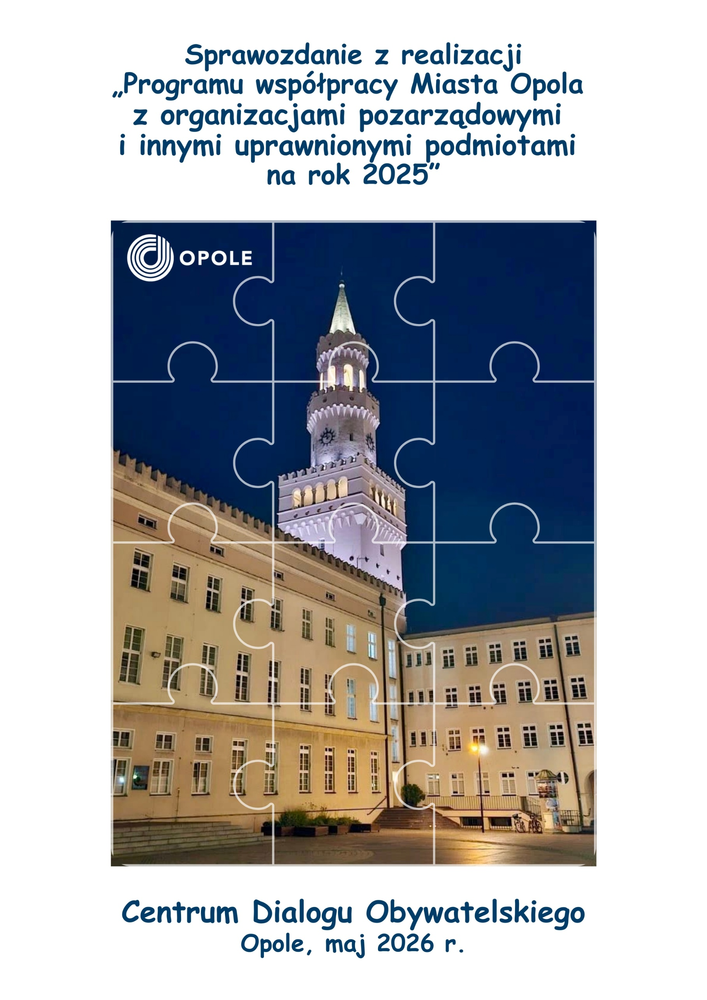 Sprawozdanie z realizacji
„Programu współpracy Miasta Opola
z organizacjami pozarządowymi
i innymi uprawnionymi podmiotami
na rok 2025”
OPOLE
Centrum Dialogu Obywatelskiego
Opole, maj 2026 r.